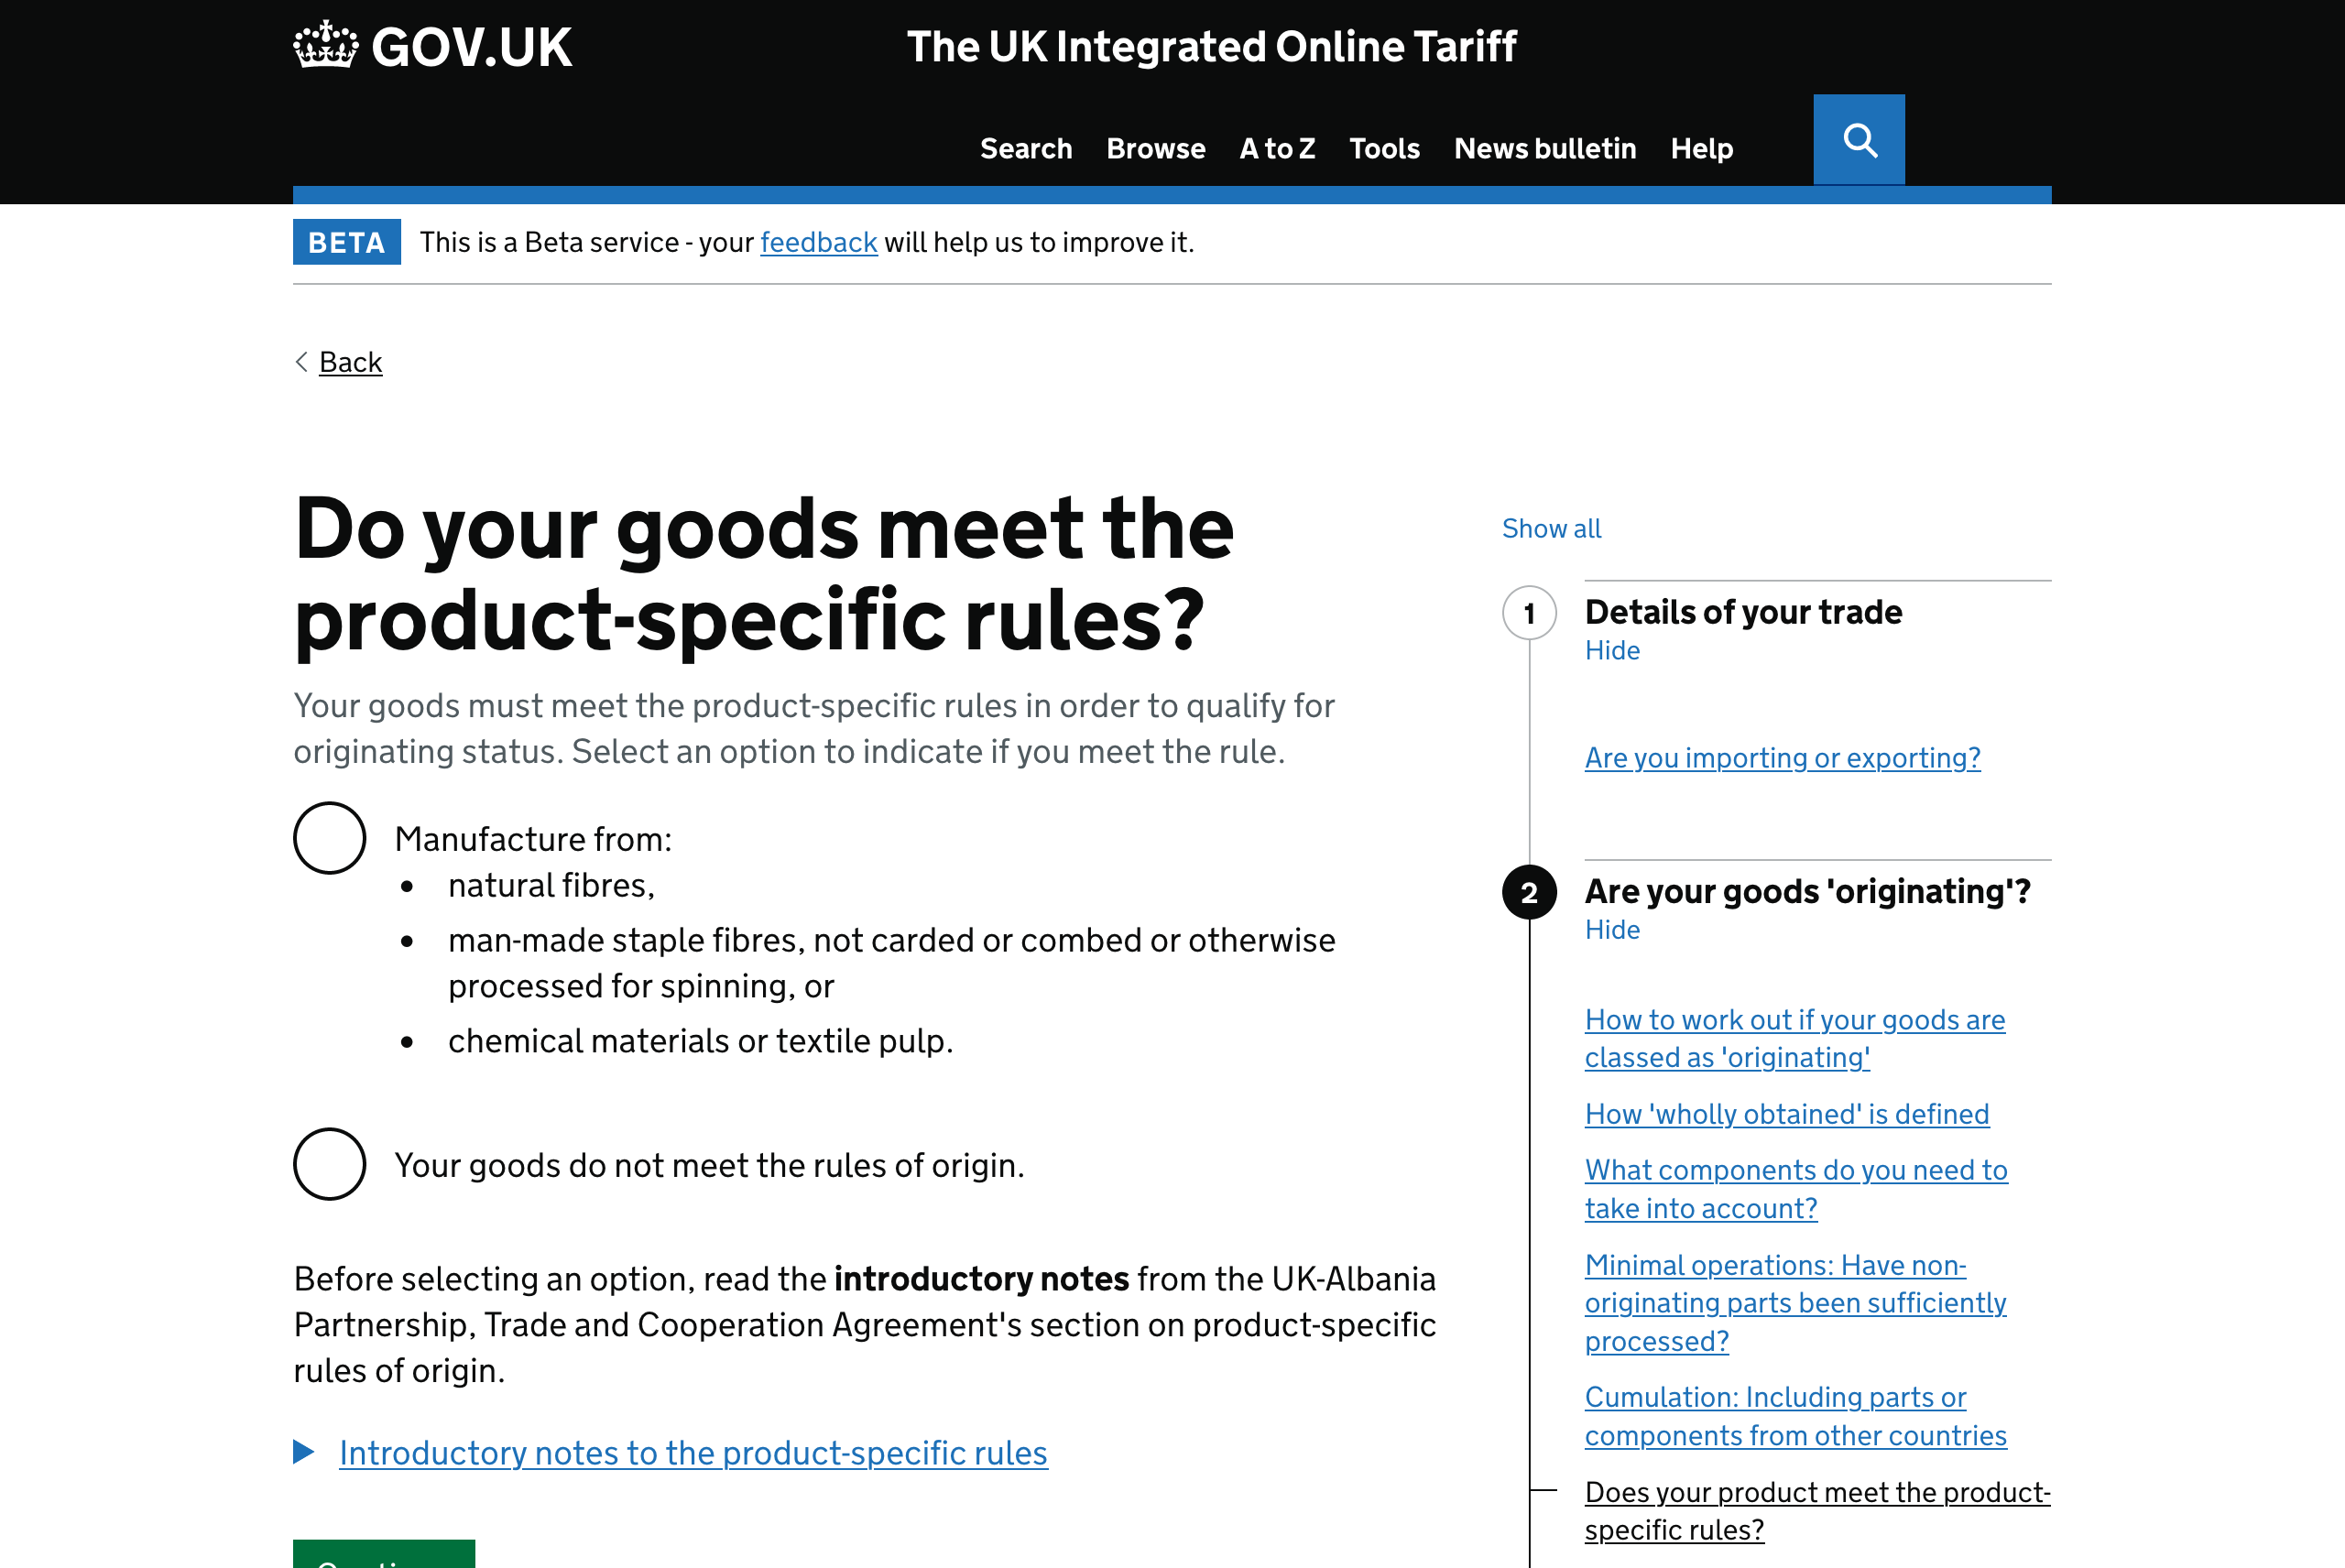 GOV.UK
The UK Integrated Online Tariff
Search Browse A to Z Tools News bulletin Help
BETA This is a Beta service - your feedback will help us to improve it.
Back
Do your goods meet the
product-specific rules?
Your goods must meet the product-specific rules in order to qualify for
originating status. Select an option to indicate if you meet the rule.
Manufacture from:
• natural fibres,
• man-made staple fibres, not carded or combed or otherwise
processed for spinning, or
• chemical materials or textile pulp.
Your goods do not meet the rules of origin.
Before selecting an option, read the introductory notes from the UK-Albania
Partnership, Trade and Cooperation Agreement's section on product-specific
rules of origin.
Introductory notes to the product-specific rules
Show all
1 Details of your trade
Hide
Are you importing or exporting?
2 Are your goods 'originating'?
Hide
How to work out if your goods are
classed as 'originating'
How 'wholly obtained' is defined
What components do you need to
take into account?
Minimal operations: Have non-
originating parts been sufficiently
processed?
Cumulation: Including parts or
components from other countries
Does your product meet the product-
specific rules?